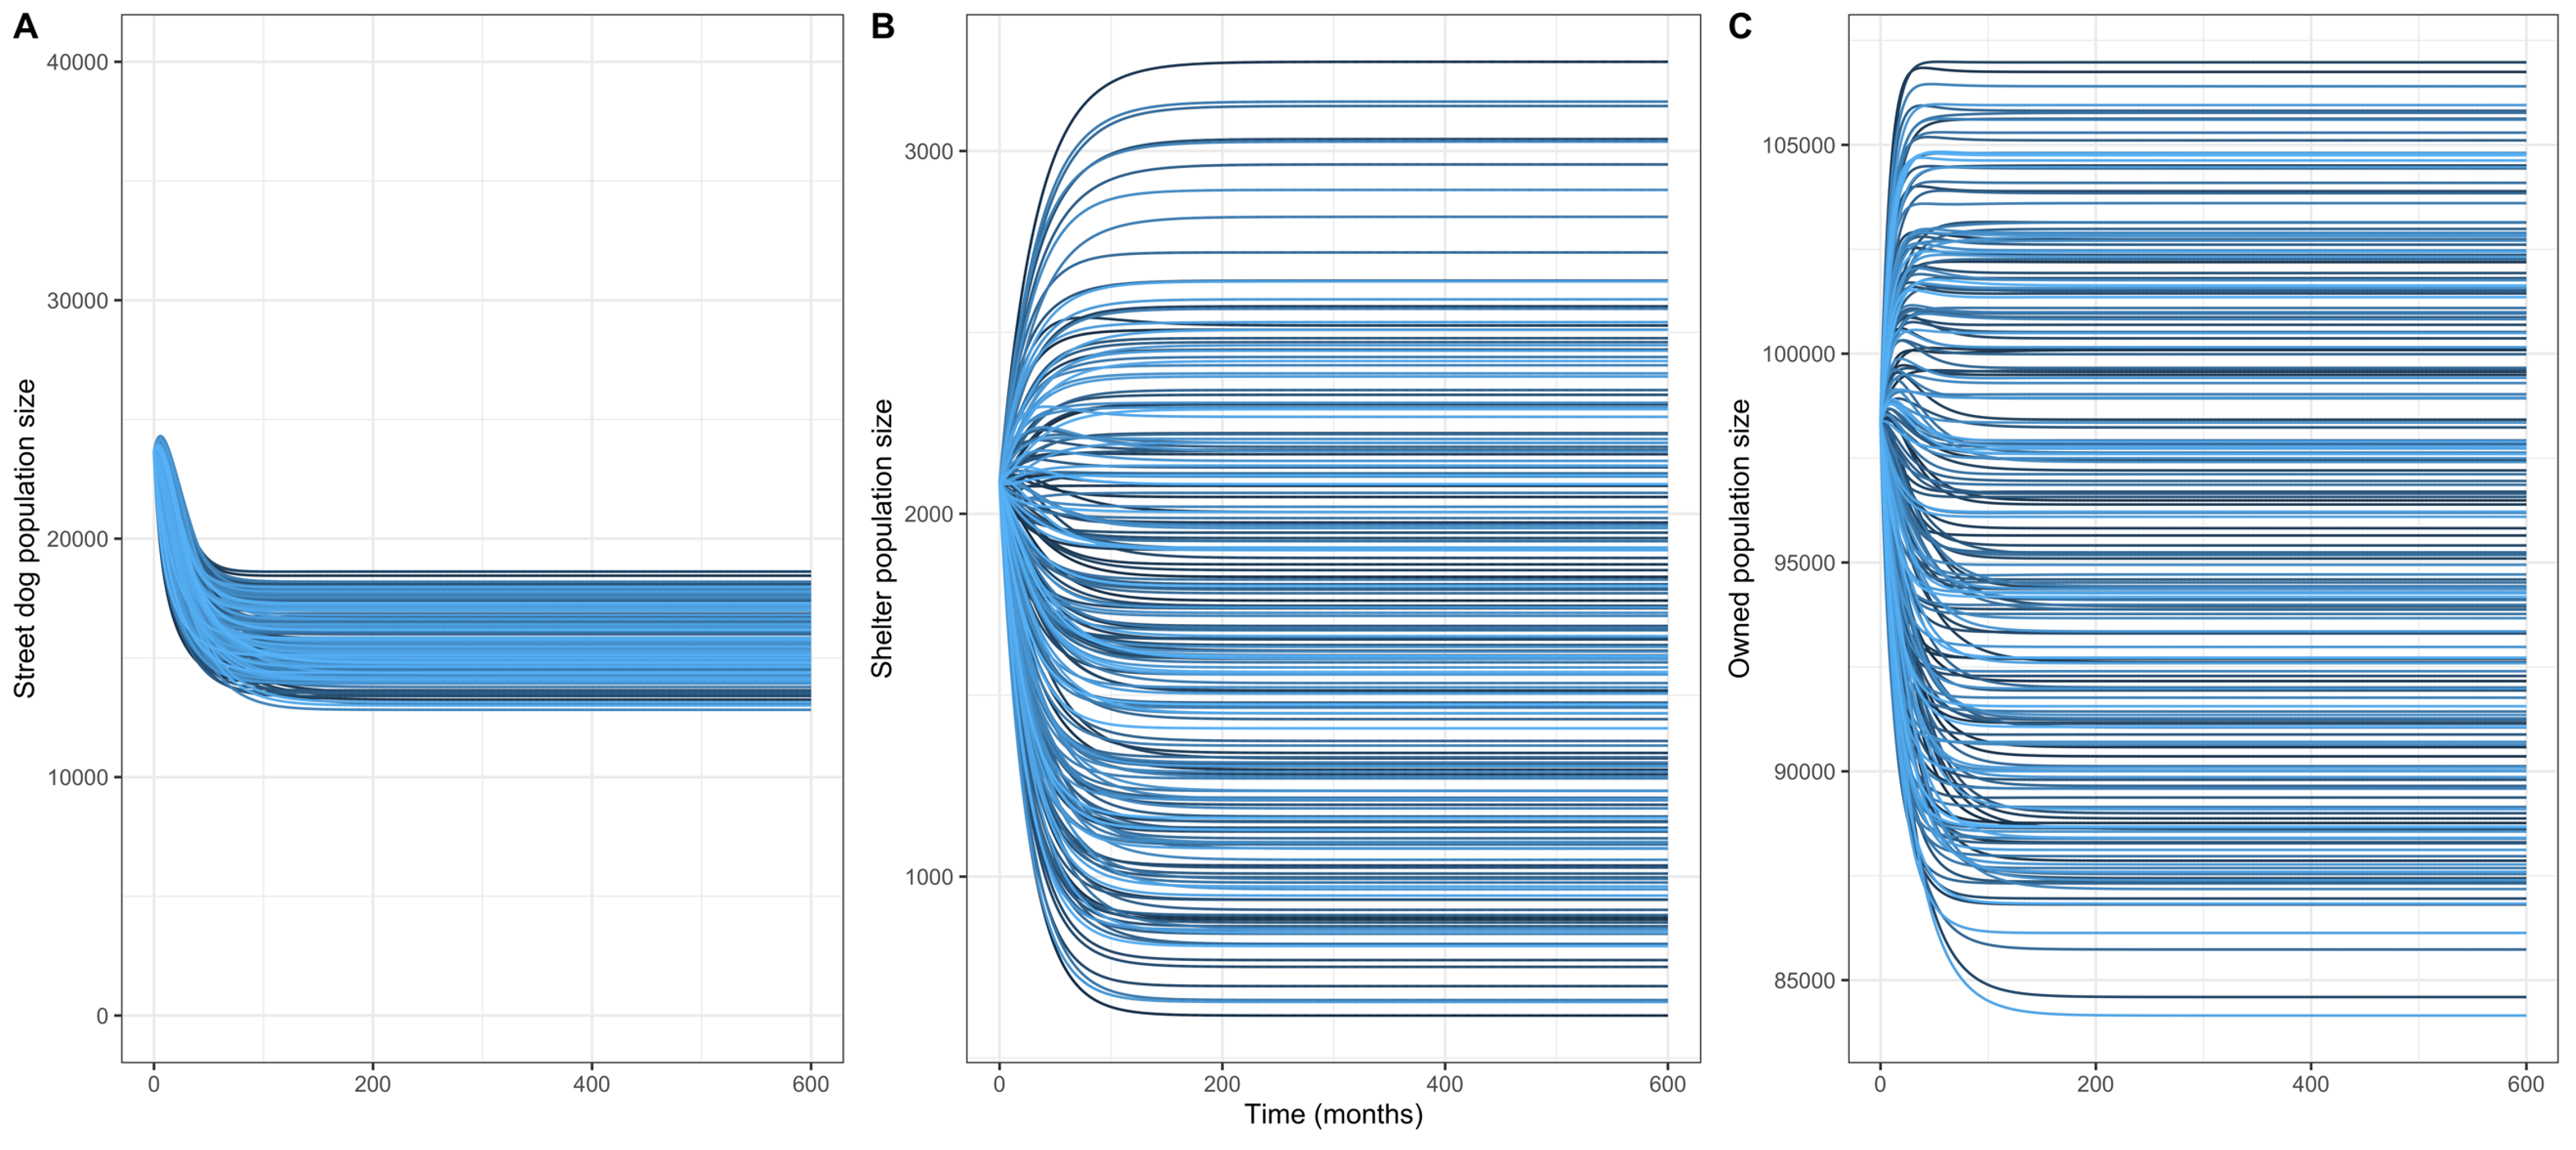 A
Street dog population size
40000
30000
20000
10000
0
0 200 400 600
B
Shelter population size
3000
2000
1000
0 200 400 600
Time (months)
C
Owned population size
105000
100000
95000
90000
85000
0 200 400 600